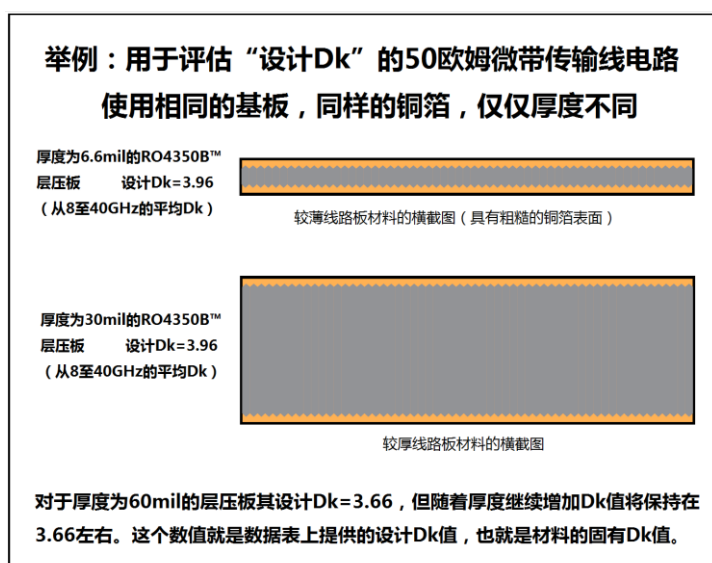 举例：用于评估“设计Dk”的50欧姆微带传输线电路
使用相同的基板，同样的铜箔，仅仅厚度不同
厚度为6.6mil的RO4350B™
层压板 设计Dk=3.96
（从8至40GHz的平均Dk）
较薄线路板材料的横截图（具有粗糙的铜箔表面）
厚度为30mil的RO4350B™
层压板 设计Dk=3.96
（从8至40GHz的平均Dk）
较厚线路板材料的横截图
对于厚度为60mil的层压板其设计Dk=3.66，但随着厚度继续增加Dk值将保持在
3.66左右。这个数值就是数据表上提供的设计Dk值，也就是材料的固有Dk值。